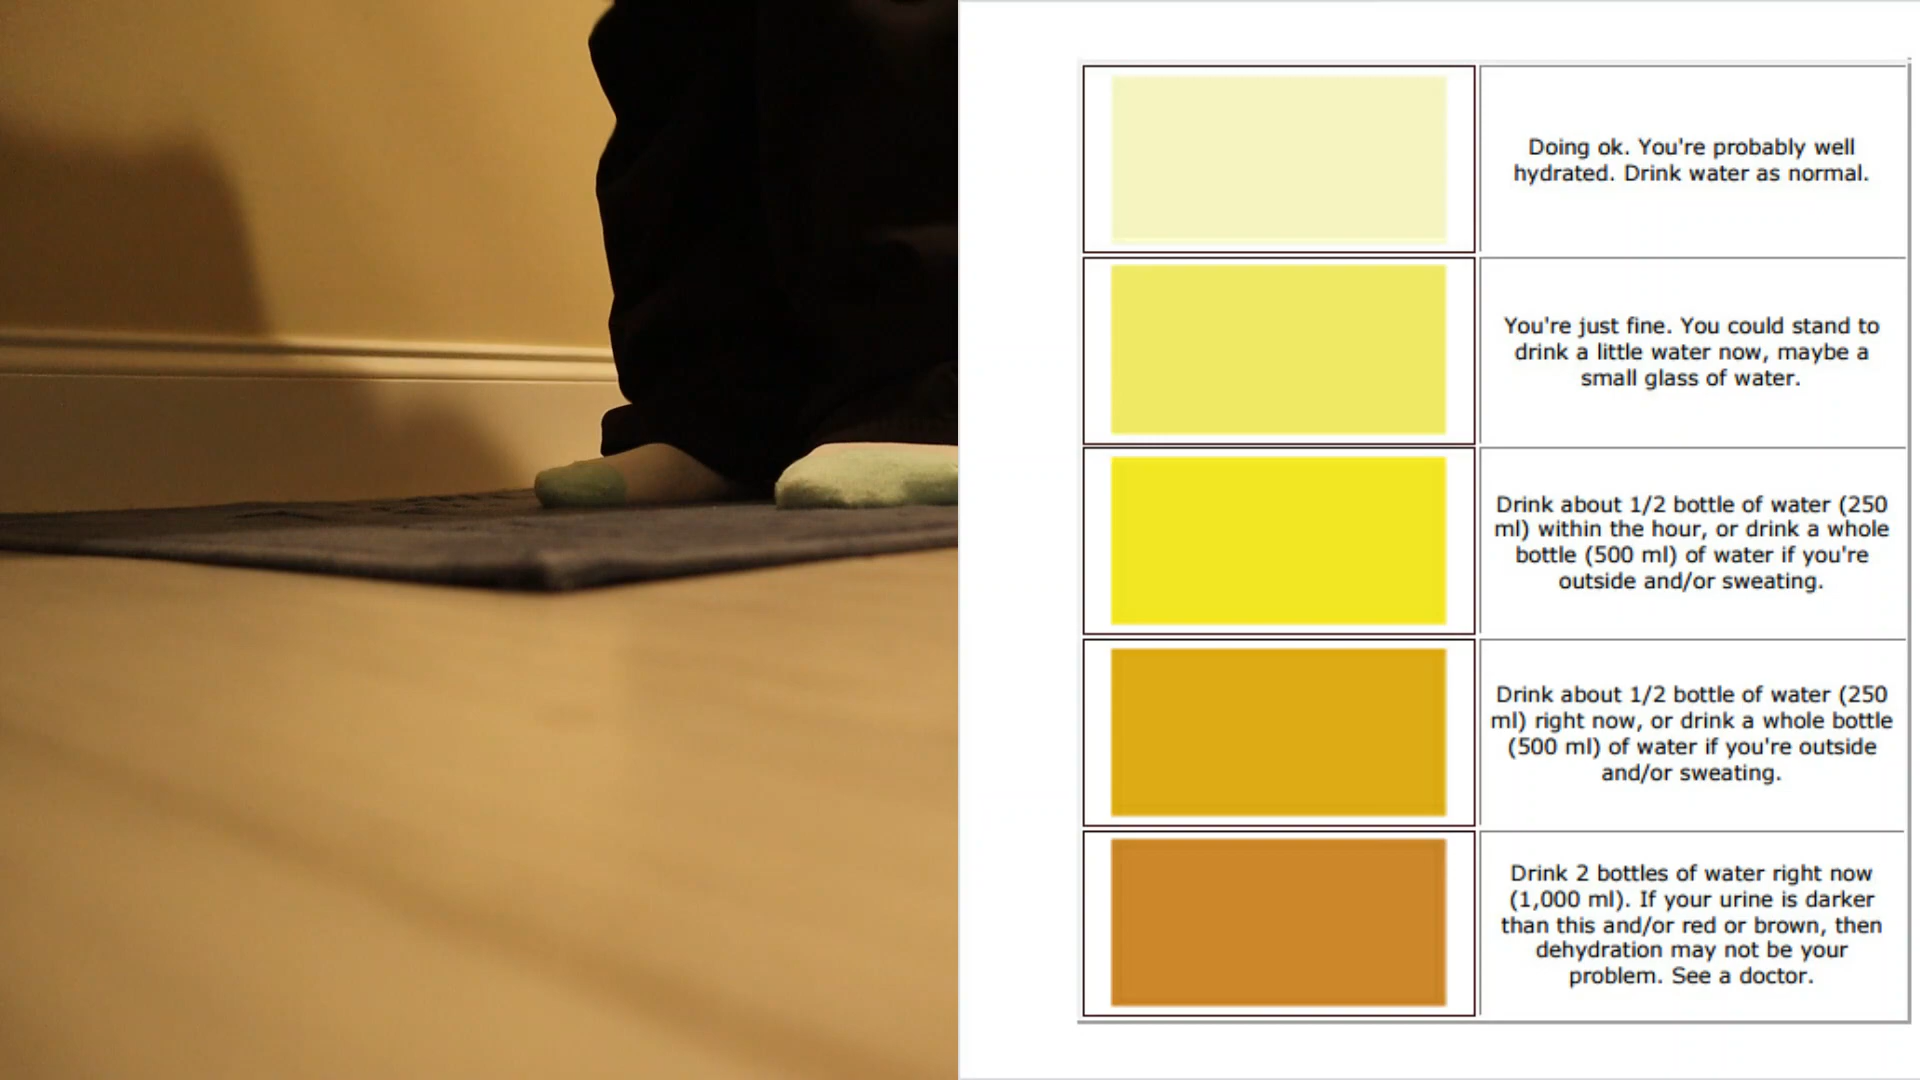 Doing ok. You're probably well
hydrated. Drink water as normal.
You're just fine. You could stand to
drink a little water now, maybe a
small glass of water.
Drink about 1/2 bottle of water (250
ml) within the hour, or drink a whole
bottle (500 ml) of water if you're
outside and/or sweating.
Drink about 1/2 bottle of water (250
ml) right now, or drink a whole bottle
(500 ml) of water if you're outside
and/or sweating.
Drink 2 bottles of water right now
(1,000 ml). If your urine is darker
than this and/or red or brown, then
dehydration may not be your
problem. See a doctor.